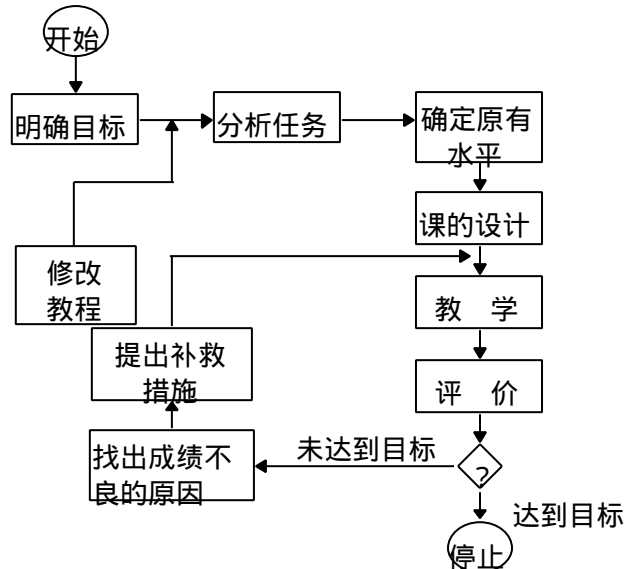 开始
明确目标
分析任务
确定原有
水平
课的设计
修改
教程
教 学
提出补救
措施
评 价
找出成绩不
良的原因
未达到目标
?
达到目标
停止